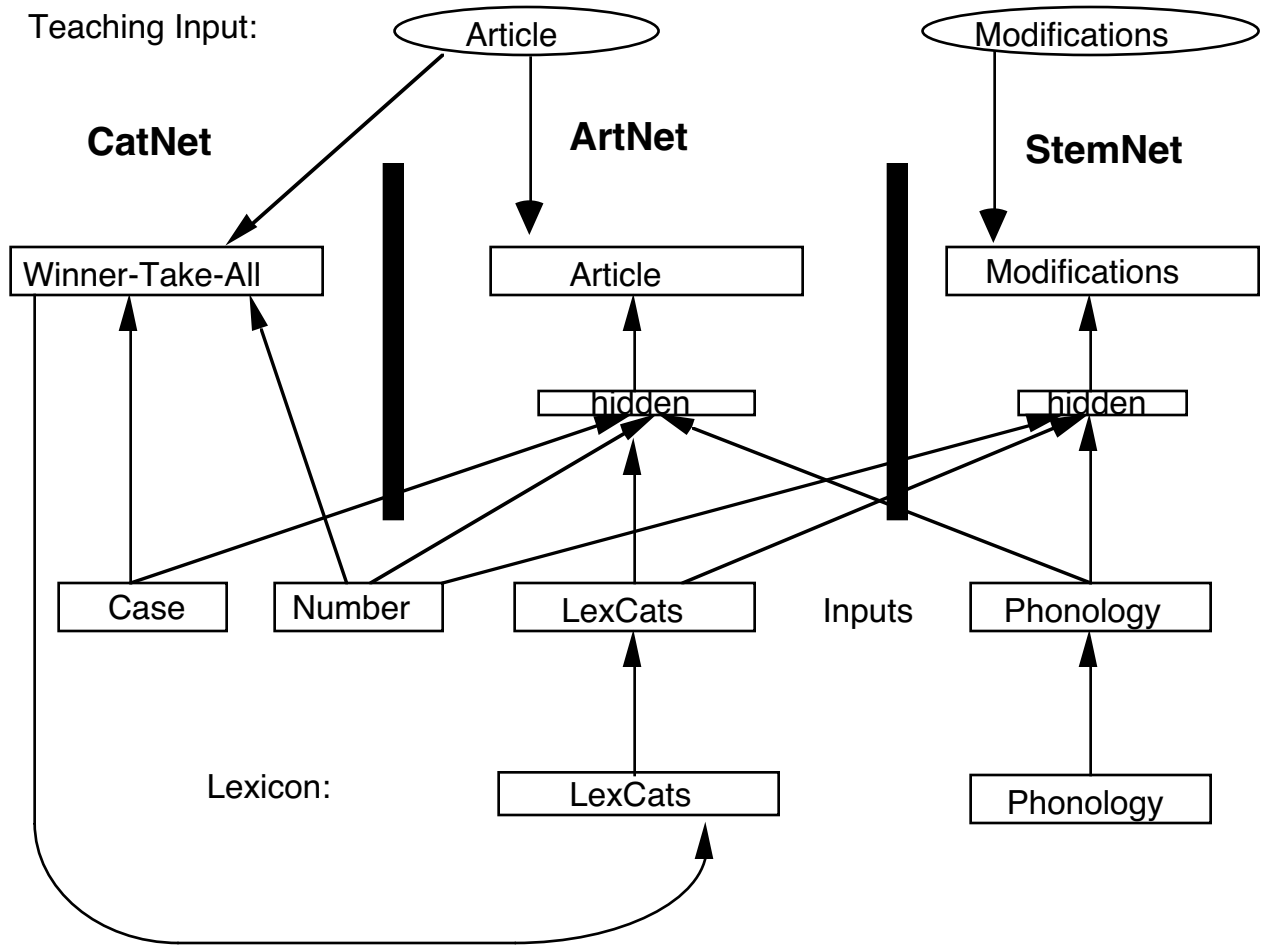 Teaching Input:
Article
Modifications
CatNet
ArtNet
StemNet
Winner-Take-All
Article
Modifications
hidden
hidden
Case
Number
LexCats
Inputs
Phonology
Lexicon:
LexCats
Phonology